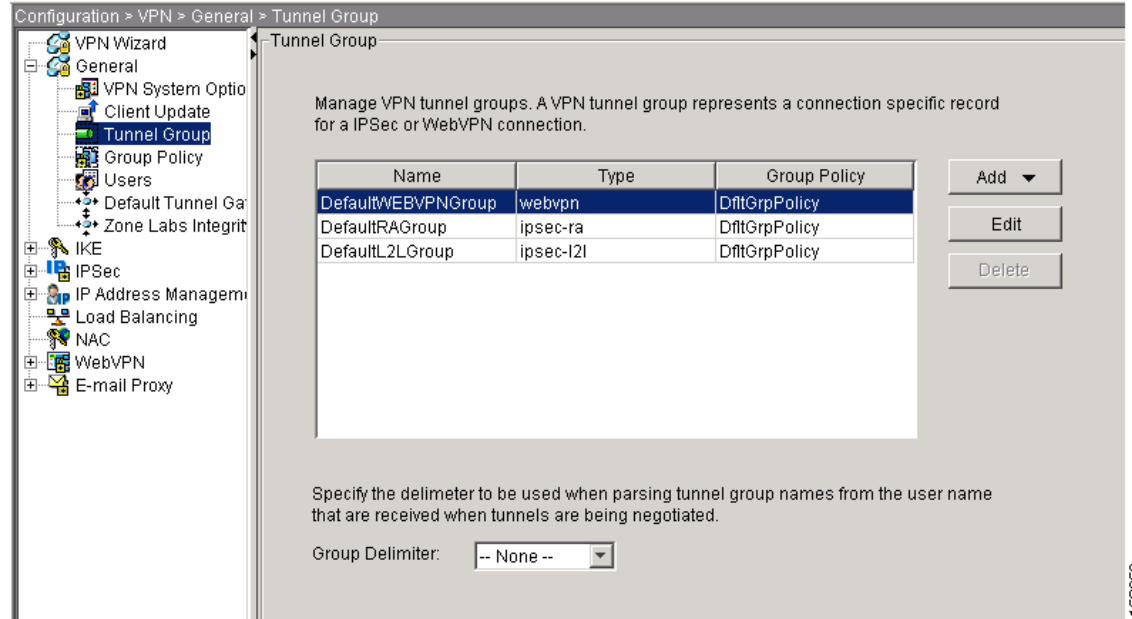 Configuration > VPN > General > Tunnel Group
VPN Wizard
General
VPN System Optio
Client Update
Tunnel Group
Group Policy
Users
Default Tunnel Ga
Zone Labs Integrit
IKE
IPSec
IP Address Managem
Load Balancing
NAC
WebVPN
E-mail Proxy
Tunnel Group
Manage VPN tunnel groups. A VPN tunnel group represents a connection specific record
for a IPSec or WebVPN connection.
Name Type Group Policy
DefaultWEBVPNGroup webvpn DfltGrpPolicy
DefaultRAGroup ipsec-ra DfltGrpPolicy
DefaultL2LGroup ipsec-l2l DfltGrpPolicy
Add
Edit
Delete
Specify the delimeter to be used when parsing tunnel group names from the user name
that are received when tunnels are being negotiated.
Group Delimiter: -- None --